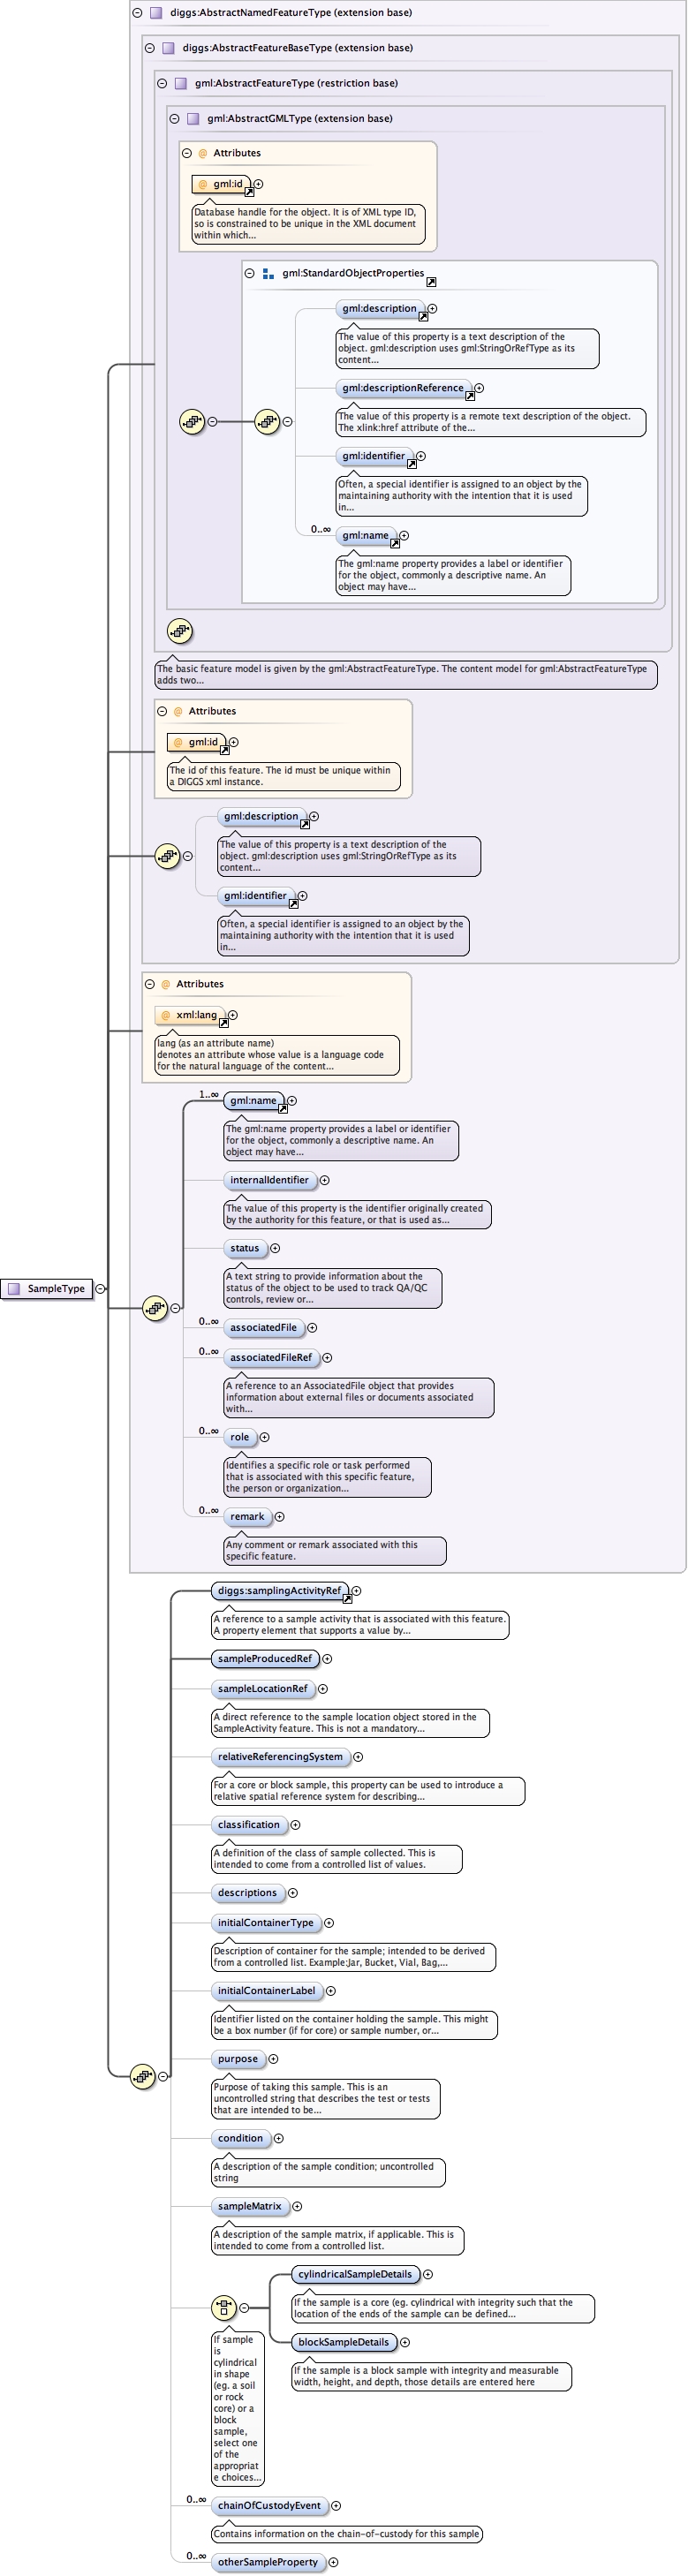 diggs:AbstractNamedFeatureType (extension base)
diggs:AbstractFeatureBaseType (extension base)
gml:AbstractFeatureType (restriction base)
gml:AbstractGMLType (extension base)
@ Attributes
@ gml:id
Database handle for the object. It is of XML type ID,
so is constrained to be unique in the XML document
within which...
gml:StandardObjectProperties
gml:description
The value of this property is a text description of the
object. gml:description uses gml:StringOrRefType as its
content...
gml:descriptionReference
The value of this property is a remote text description of the object.
The xlink:href attribute of the...
gml:identifier
Often, a special identifier is assigned to an object by the
maintaining authority with the intention that it is used
in...
0..∞
gml:name
The gml:name property provides a label or identifier
for the object, commonly a descriptive name. An
object may have...
The basic feature model is given by the gml:AbstractFeatureType. The content model for gml:AbstractFeatureType
adds two...
@ Attributes
@ gml:id
The id of this feature. The id must be unique within
a DIGGS xml instance.
gml:description
The value of this property is a text description of the
object. gml:description uses gml:StringOrRefType as its
content...
gml:identifier
Often, a special identifier is assigned to an object by the
maintaining authority with the intention that it is used
in...
@ Attributes
@ xml:lang
lang (as an attribute name)
denotes an attribute whose value is a language code
for the natural language of the content...
1..∞
gml:name
The gml:name property provides a label or identifier
for the object, commonly a descriptive name. An
object may have...
internalIdentifier
The value of this property is the identifier originally created
by the authority for this feature, or that is used as...
status
A text string to provide information about the
status of the object to be used to track QA/QC
controls, review or...
SampleType
0..∞
associatedFile
0..∞
associatedFileRef
A reference to an AssociatedFile object that provides
information about external files or documents associated
with...
0..∞
role
Identifies a specific role or task performed
that is associated with this specific feature,
the person or organization...
0..∞
remark
Any comment or remark associated with this
specific feature.
diggs:samplingActivityRef
A reference to a sample activity that is associated with this feature.
A property element that supports a value by...
sampleProducedRef
sampleLocationRef
A direct reference to the sample location object stored in the
SampleActivity feature. This is not a mandatory...
relativeReferencingSystem
For a core or block sample, this property can be used to introduce a
relative spatial reference system for describing...
classification
A definition of the class of sample collected. This is
intended to come from a controlled list of values.
descriptions
initialContainerType
Description of container for the sample; intended to be derived
from a controlled list. Example;Jar, Bucket, Vial, Bag,...
initialContainerLabel
Identifier listed on the container holding the sample. This might
be a box number (if for core) or sample number, or...
purpose
Purpose of taking this sample. This is an
uncontrolled string that describes the test or tests
that are intended to be...
condition
A description of the sample condition; uncontrolled
string
sampleMatrix
A description of the sample matrix, if applicable. This is
intended to come from a controlled list.
cylindricalSampleDetails
If the sample is a core (eg. cylindrical with integrity such that the
location of the ends of the sample can be defined...
blockSampleDetails
If the sample is a block sample with integrity and measurable
width, height, and depth, those details are entered here
If sample
is
cylindrical
in shape
(eg. a soil
or rock
core) or a
block
sample,
select one
of the
appropriat
e choices...
0..∞
chainOfCustodyEvent
Contains information on the chain-of-custody for this sample
0..∞
otherSampleProperty